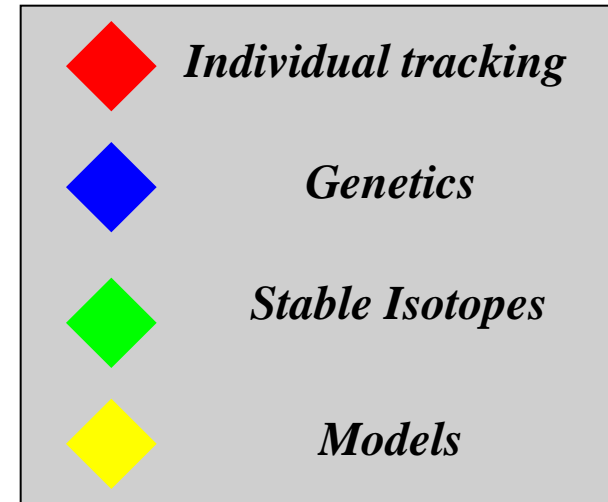 Individual tracking
Genetics
Stable Isotopes
Models